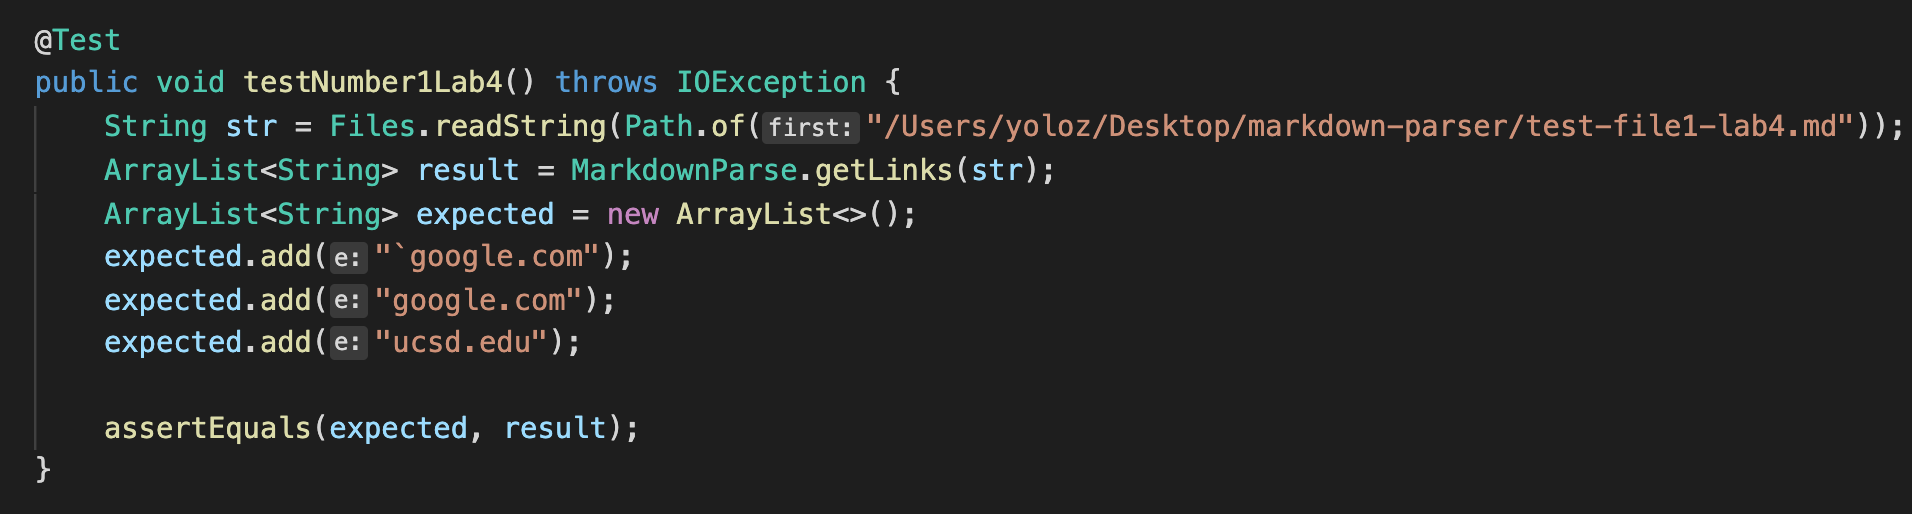 @Test
public void testNumber1Lab4() throws IOException {
String str = Files.readString(Path.of(first: "/Users/yoloz/Desktop/markdown-parser/test-file1-lab4.md"));
ArrayList<String> result = MarkdownParse.getLinks(str);
ArrayList<String> expected = new ArrayList<>();
expected.add(e: "`google.com");
expected.add(e: "google.com");
expected.add(e: "ucsd.edu");
assertEquals(expected, result);
}